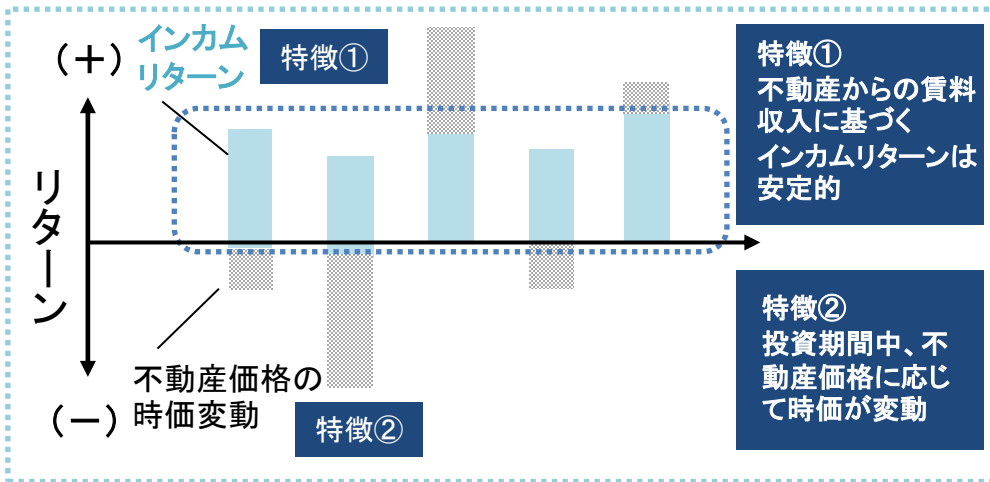 (＋)
インカム
リターン
特徴①
リターン
不動産価格の
時価変動
(－)
特徴②
特徴①
不動産からの賃料
収入に基づく
インカムリターンは
安定的
特徴②
投資期間中、不
動産価格に応じ
て時価が変動